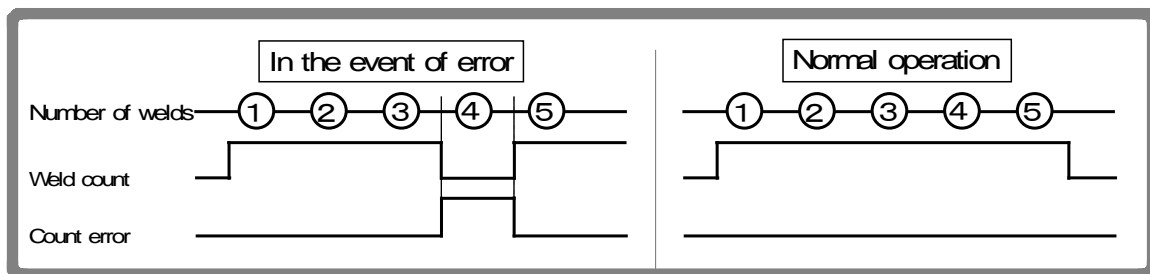 In the event of error
Normal operation
Number of welds
1 2 3 4 5
1 2 3 4 5
Weld count
Count error